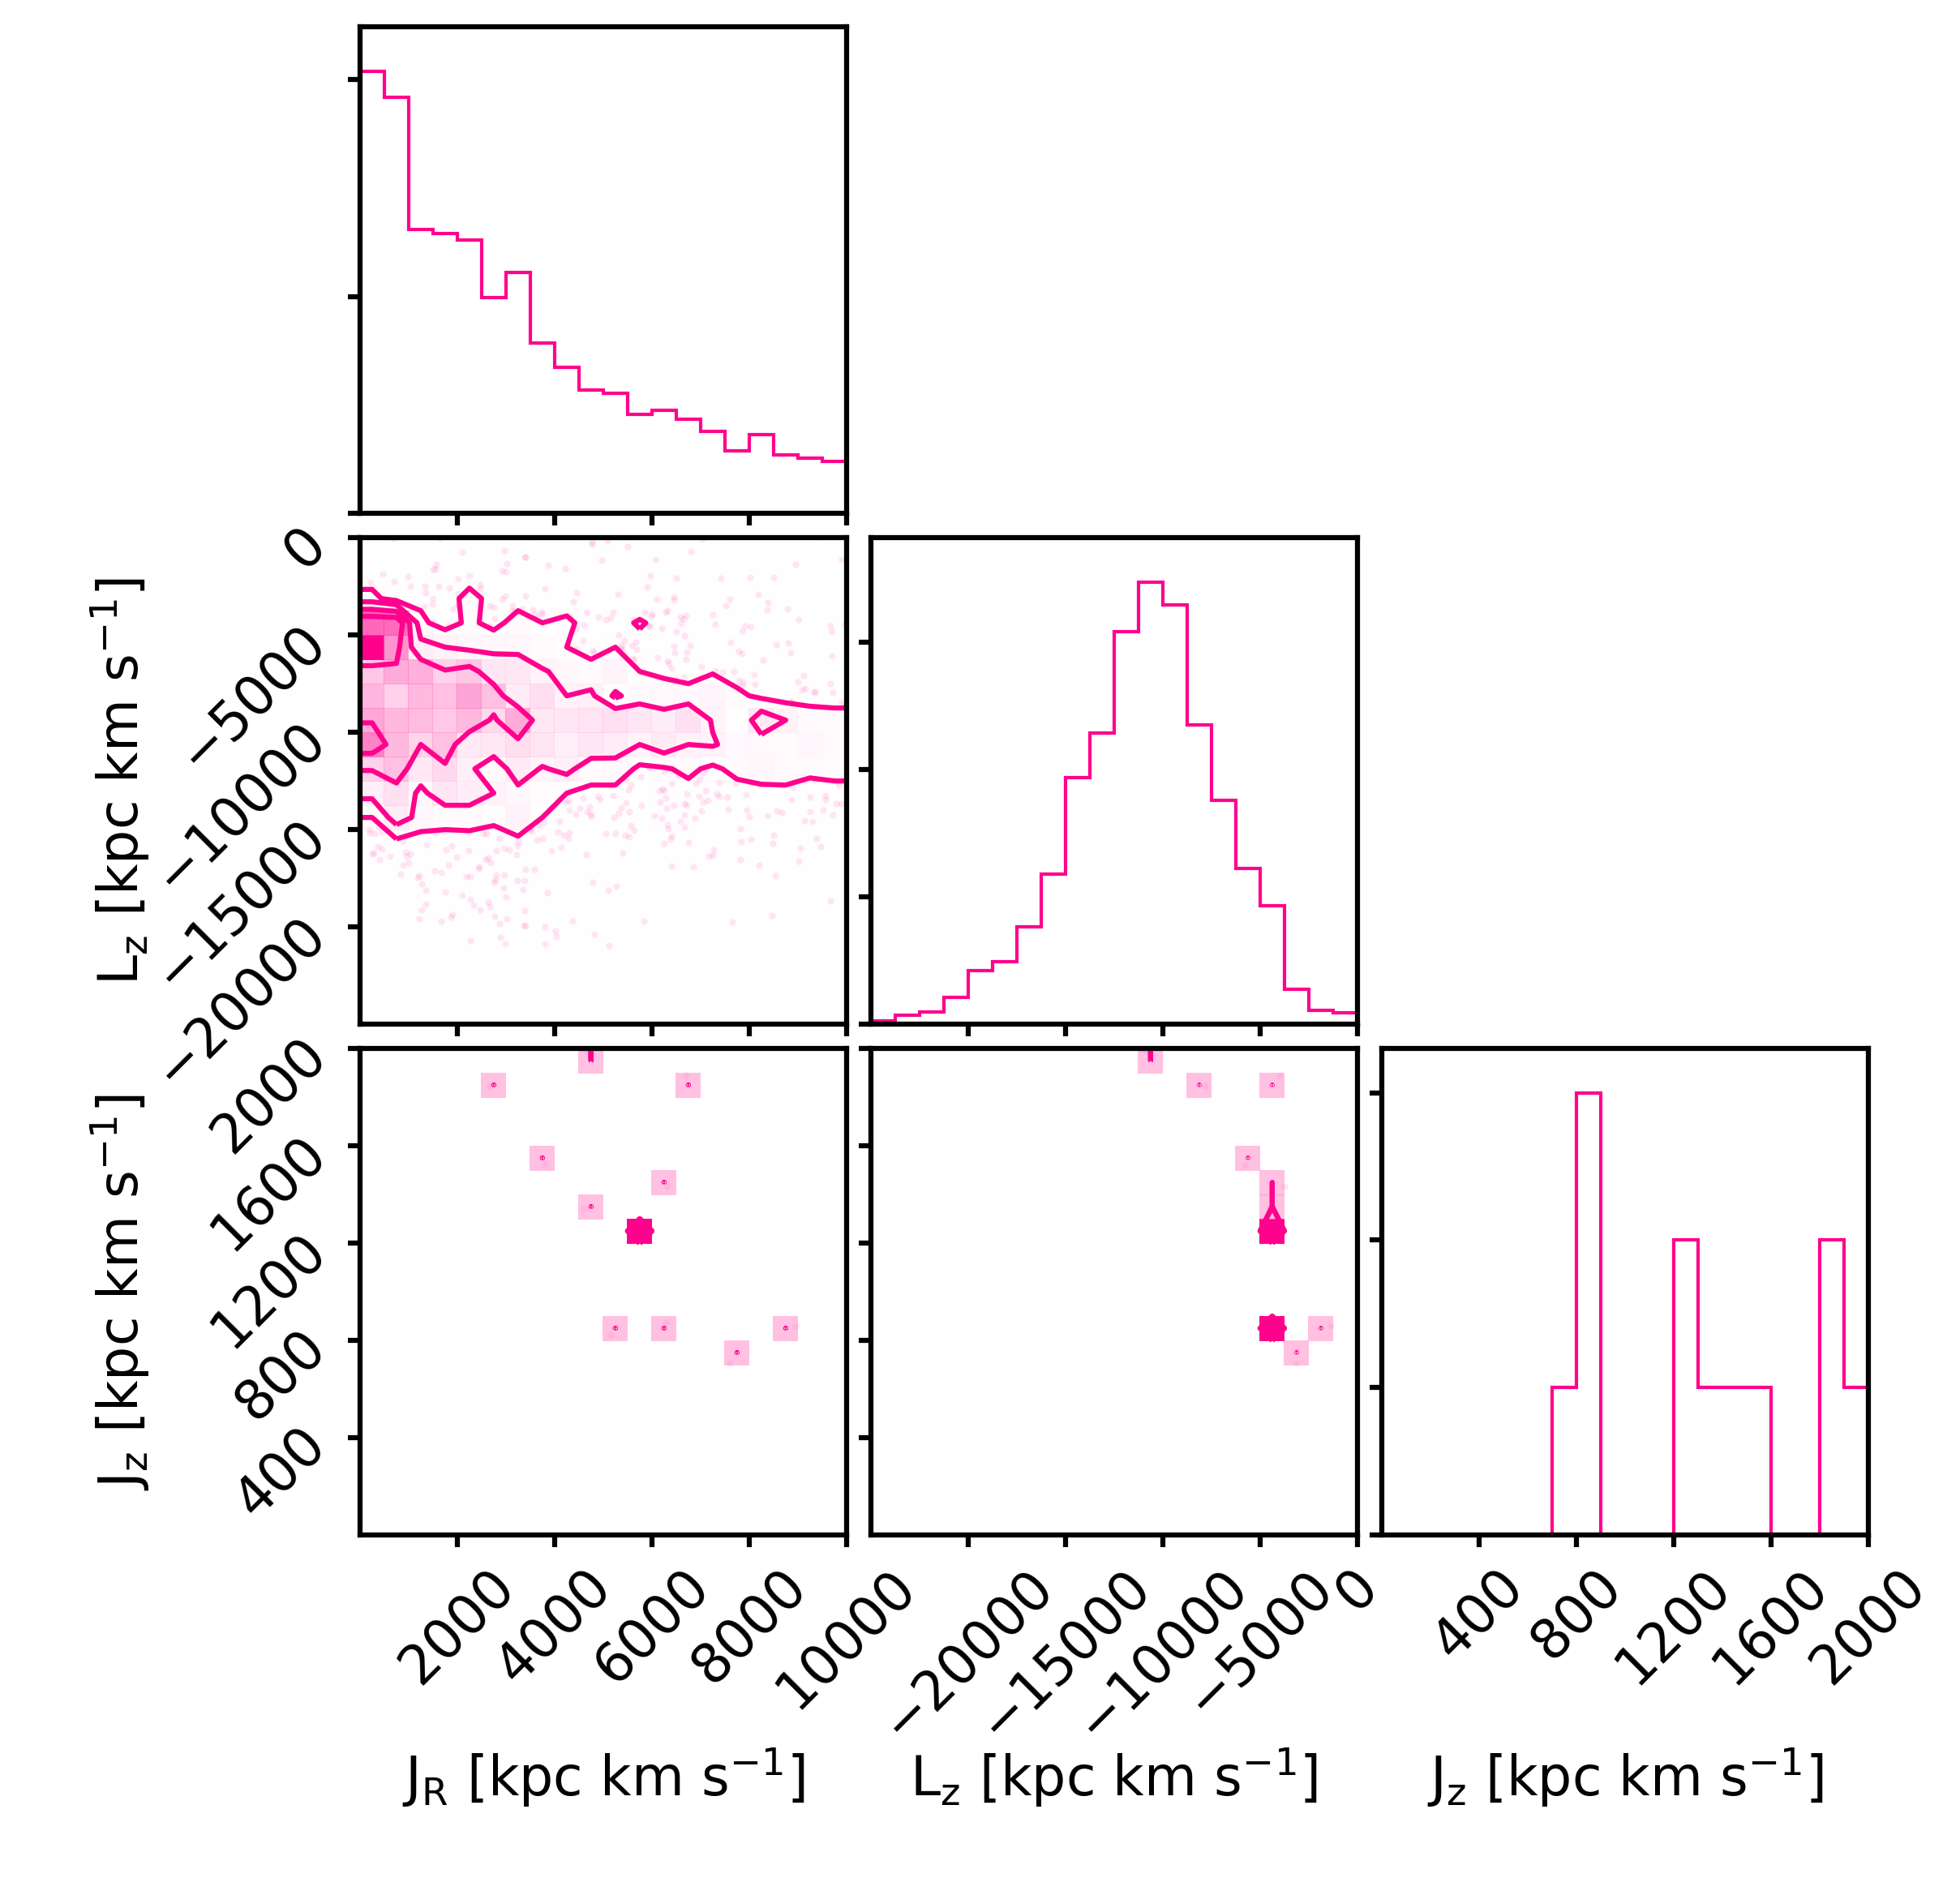 0
−5000
−10000
−15000
−20000
L_z [kpc km s⁻¹]
2000
1600
1200
800
400
J_z [kpc km s⁻¹]
2000 4000 6000 8000 10000
−20000 −15000 −10000 −5000 0
400 800 1200 1600 2000
J_R [kpc km s⁻¹]
L_z [kpc km s⁻¹]
J_z [kpc km s⁻¹]